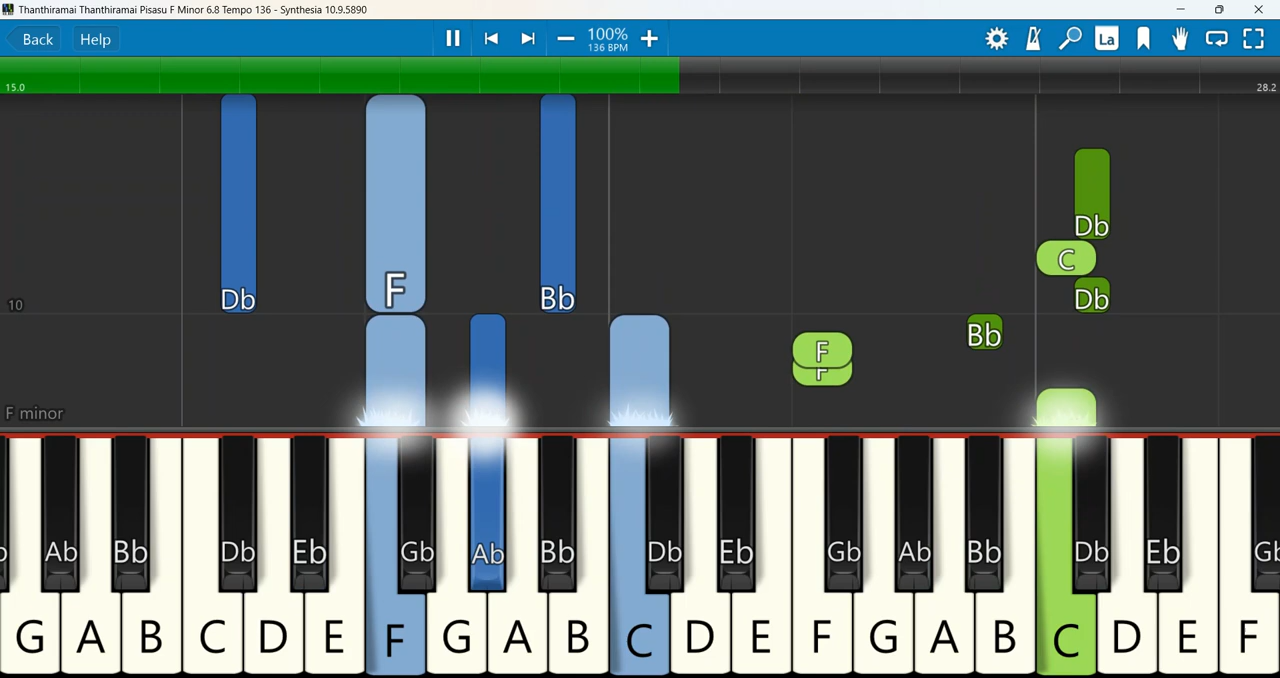 Thanthiramai Thanthiramai Pisasu F Minor 6.8 Tempo 136 - Synthesia 10.9.5890
Back Help 100% La
136 BPM
15.0 28.2
Db
C
Db F Bb Db
10
Bb
F
F
F minor
Ab Bb Db Eb Gb Ab Bb Db Eb Gb Ab Bb Db Eb
G A B C D E F G A B C D E F G A B C D E F